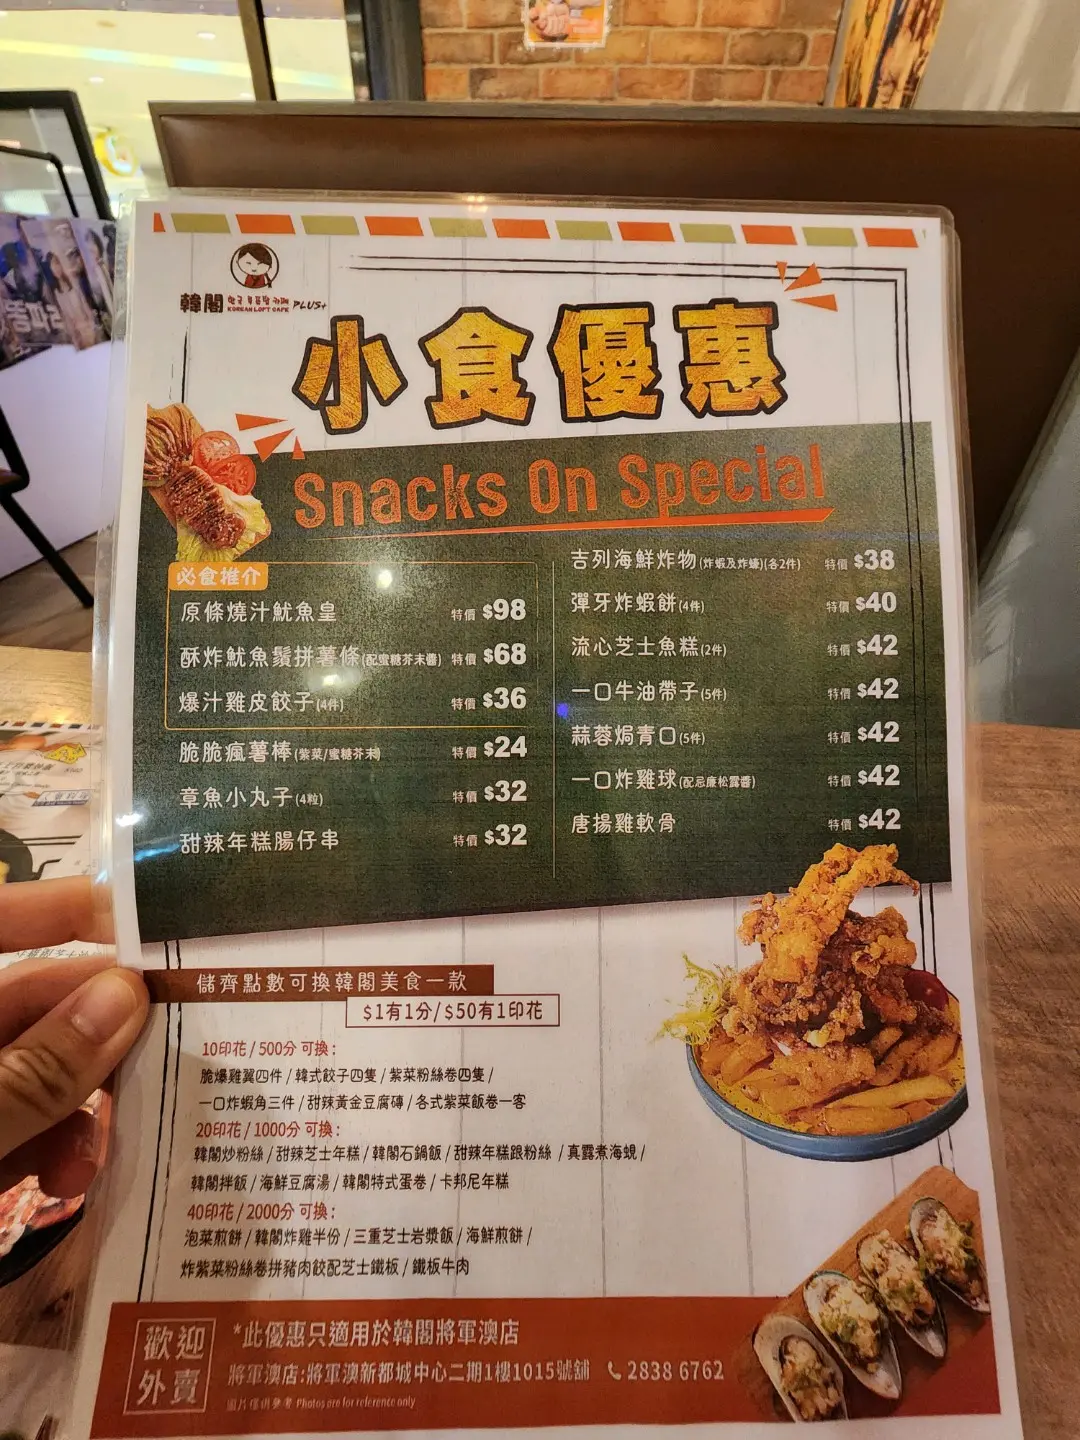 韓閣
KOREAN LOFT CAFE PLUS+
小食優惠
Snacks On Special
必食推介
原條燒汁魷魚皇 特價 $98
酥炸魷魚鬚拼薯條(配蜜糖芥末醬) 特價 $68
爆汁雞皮餃子(4件) 特價 $36
脆脆瘋薯棒(紫菜/蜜糖芥末) 特價 $24
章魚小丸子(4粒) 特價 $32
甜辣年糕腸仔串 特價 $32
吉列海鮮炸物(炸蝦及炸蠔)(各2件) 特價 $38
彈牙炸蝦餅(4件) 特價 $40
流心芝士魚糕(2件) 特價 $42
一口牛油帶子(5件) 特價 $42
蒜蓉焗青口(5件) 特價 $42
一口炸雞球(配忌廉松露醬) 特價 $42
唐揚雞軟骨 特價 $42
儲齊點數可換韓閣美食一款
$1有1分/$50有1印花
10印花/500分 可換:
脆爆雞翼四件/韓式餃子四隻/紫菜粉絲卷四隻/
一口炸蝦角三件/甜辣黃金豆腐磚/各式紫菜飯卷一客
20印花/1000分 可換:
韓閣炒粉絲/甜辣芝士年糕/韓閣石鍋飯/甜辣年糕跟粉絲/真露煮海蜆/
韓閣拌飯/海鮮豆腐湯/韓閣特式蛋卷/卡邦尼年糕
40印花/2000分 可換:
泡菜煎餅/韓閣炸雞半份/三重芝士岩漿飯/海鮮煎餅/
炸紫菜粉絲卷拼豬肉餃配芝士鐵板/鐵板牛肉
歡迎
外賣
*此優惠只適用於韓閣將軍澳店
將軍澳店:將軍澳新都城中心二期1樓1015號舖 2838 6762
圖片僅供參考 Photos are for reference only